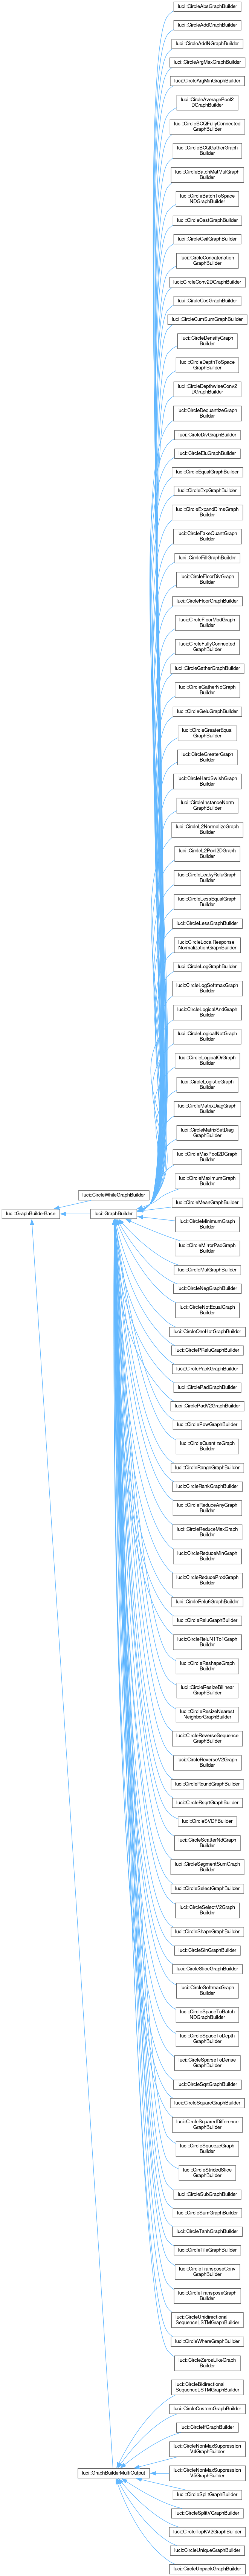 luci::CircleAbsGraphBuilder
luci::CircleAddGraphBuilder
luci::CircleAddNGraphBuilder
luci::CircleArgMaxGraphBuilder
luci::CircleArgMinGraphBuilder
luci::CircleAveragePool2
DGraphBuilder
luci::CircleBCQFullyConnected
GraphBuilder
luci::CircleBCQGatherGraph
Builder
luci::CircleBatchMatMulGraph
Builder
luci::CircleBatchToSpace
NDGraphBuilder
luci::CircleCastGraphBuilder
luci::CircleCeilGraphBuilder
luci::CircleConcatenation
GraphBuilder
luci::CircleConv2DGraphBuilder
luci::CircleCosGraphBuilder
luci::CircleCumSumGraphBuilder
luci::CircleDensifyGraph
Builder
luci::CircleDepthToSpace
GraphBuilder
luci::CircleDepthwiseConv2
DGraphBuilder
luci::CircleDequantizeGraph
Builder
luci::CircleDivGraphBuilder
luci::CircleEluGraphBuilder
luci::CircleEqualGraphBuilder
luci::CircleExpGraphBuilder
luci::CircleExpandDimsGraph
Builder
luci::CircleFakeQuantGraph
Builder
luci::CircleFillGraphBuilder
luci::CircleFloorDivGraph
Builder
luci::CircleFloorGraphBuilder
luci::CircleFloorModGraph
Builder
luci::CircleFullyConnected
GraphBuilder
luci::CircleGatherGraphBuilder
luci::CircleGatherNdGraph
Builder
luci::CircleGeluGraphBuilder
luci::CircleGreaterEqual
GraphBuilder
luci::CircleGreaterGraph
Builder
luci::CircleHardSwishGraph
Builder
luci::CircleInstanceNorm
GraphBuilder
luci::CircleL2NormalizeGraph
Builder
luci::CircleL2Pool2DGraph
Builder
luci::CircleLeakyReluGraph
Builder
luci::CircleLessEqualGraph
Builder
luci::CircleLessGraphBuilder
luci::CircleLocalResponse
NormalizationGraphBuilder
luci::CircleLogGraphBuilder
luci::CircleLogSoftmaxGraph
Builder
luci::CircleLogicalAndGraph
Builder
luci::CircleLogicalNotGraph
Builder
luci::CircleLogicalOrGraph
Builder
luci::CircleLogisticGraph
Builder
luci::CircleMatrixDiagGraph
Builder
luci::CircleMatrixSetDiag
GraphBuilder
luci::CircleMaxPool2DGraph
Builder
luci::CircleMaximumGraph
Builder
luci::CircleWhileGraphBuilder
luci::CircleMeanGraphBuilder
luci::GraphBuilderBase
luci::GraphBuilder
luci::CircleMinimumGraph
Builder
luci::CircleMirrorPadGraph
Builder
luci::CircleMulGraphBuilder
luci::CircleNegGraphBuilder
luci::CircleNotEqualGraph
Builder
luci::CircleOneHotGraphBuilder
luci::CirclePReluGraphBuilder
luci::CirclePackGraphBuilder
luci::CirclePadGraphBuilder
luci::CirclePadV2GraphBuilder
luci::CirclePowGraphBuilder
luci::CircleQuantizeGraph
Builder
luci::CircleRangeGraphBuilder
luci::CircleRankGraphBuilder
luci::CircleReduceAnyGraph
Builder
luci::CircleReduceMaxGraph
Builder
luci::CircleReduceMinGraph
Builder
luci::CircleReduceProdGraph
Builder
luci::CircleRelu6GraphBuilder
luci::CircleReluGraphBuilder
luci::CircleReluN1To1Graph
Builder
luci::CircleReshapeGraph
Builder
luci::CircleResizeBilinear
GraphBuilder
luci::CircleResizeNearest
NeighborGraphBuilder
luci::CircleReverseSequence
GraphBuilder
luci::CircleReverseV2Graph
Builder
luci::CircleRoundGraphBuilder
luci::CircleRsqrtGraphBuilder
luci::CircleSVDFBuilder
luci::CircleScatterNdGraph
Builder
luci::CircleSegmentSumGraph
Builder
luci::CircleSelectGraphBuilder
luci::CircleSelectV2Graph
Builder
luci::CircleShapeGraphBuilder
luci::CircleSinGraphBuilder
luci::CircleSliceGraphBuilder
luci::CircleSoftmaxGraph
Builder
luci::CircleSpaceToBatch
NDGraphBuilder
luci::CircleSpaceToDepth
GraphBuilder
luci::CircleSparseToDense
GraphBuilder
luci::CircleSqrtGraphBuilder
luci::CircleSquareGraphBuilder
luci::CircleSquaredDifference
GraphBuilder
luci::CircleSqueezeGraph
Builder
luci::CircleStridedSlice
GraphBuilder
luci::CircleSubGraphBuilder
luci::CircleSumGraphBuilder
luci::CircleTanhGraphBuilder
luci::CircleTileGraphBuilder
luci::CircleTransposeConv
GraphBuilder
luci::CircleTransposeGraph
Builder
luci::CircleUnidirectional
SequenceLSTMGraphBuilder
luci::CircleWhereGraphBuilder
luci::CircleZerosLikeGraph
Builder
luci::CircleBidirectional
SequenceLSTMGraphBuilder
luci::CircleCustomGraphBuilder
luci::CircleIfGraphBuilder
luci::CircleNonMaxSuppression
V4GraphBuilder
luci::GraphBuilderMultiOutput
luci::CircleNonMaxSuppression
V5GraphBuilder
luci::CircleSplitGraphBuilder
luci::CircleSplitVGraphBuilder
luci::CircleTopKV2GraphBuilder
luci::CircleUniqueGraphBuilder
luci::CircleUnpackGraphBuilder